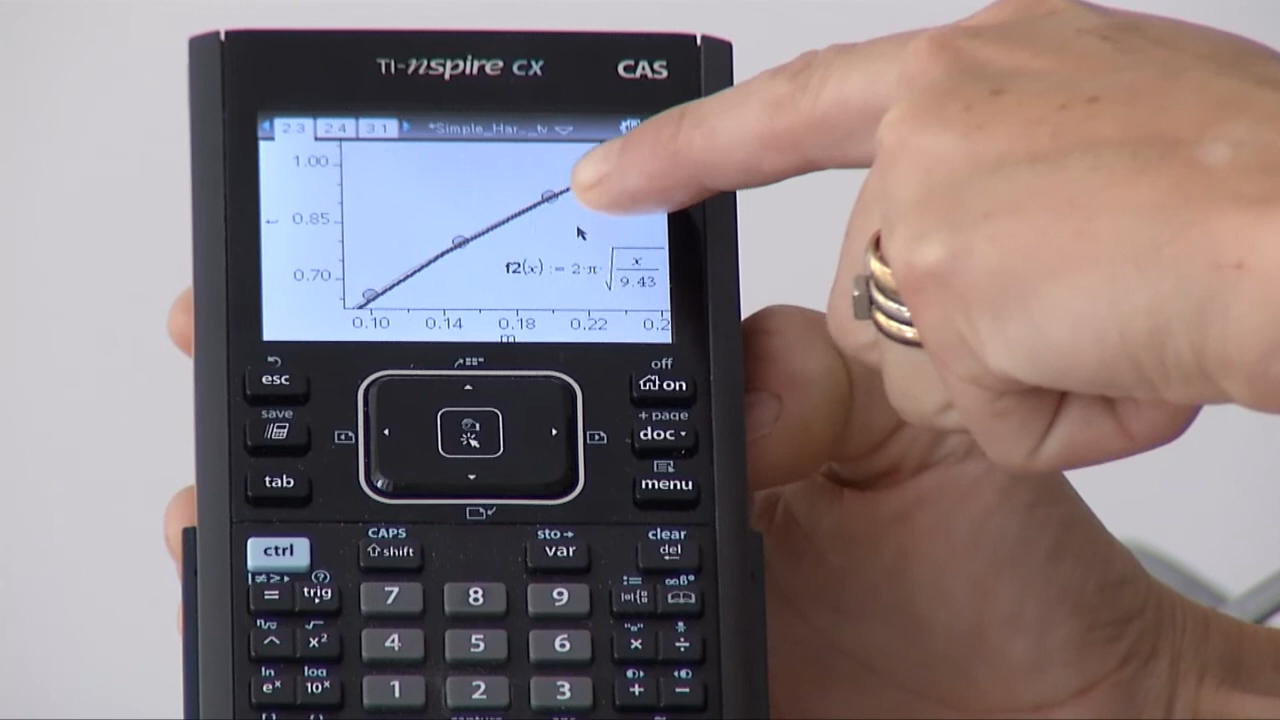 TI-nspire CX CAS
2.3 2.4 3.1 *Simple_Har…_tv
1.00
0.85
0.70
f2(x) := 2·π·√(x/9.43)
0.10 0.14 0.18 0.22 0.2
m
off
esc on
save + page
doc
tab menu
CAPS sto→ clear
ctrl shift var del
= trig 7 8 9
^ x² 4 5 6 × ÷
ln log
eˣ 10ˣ 1 2 3 + −